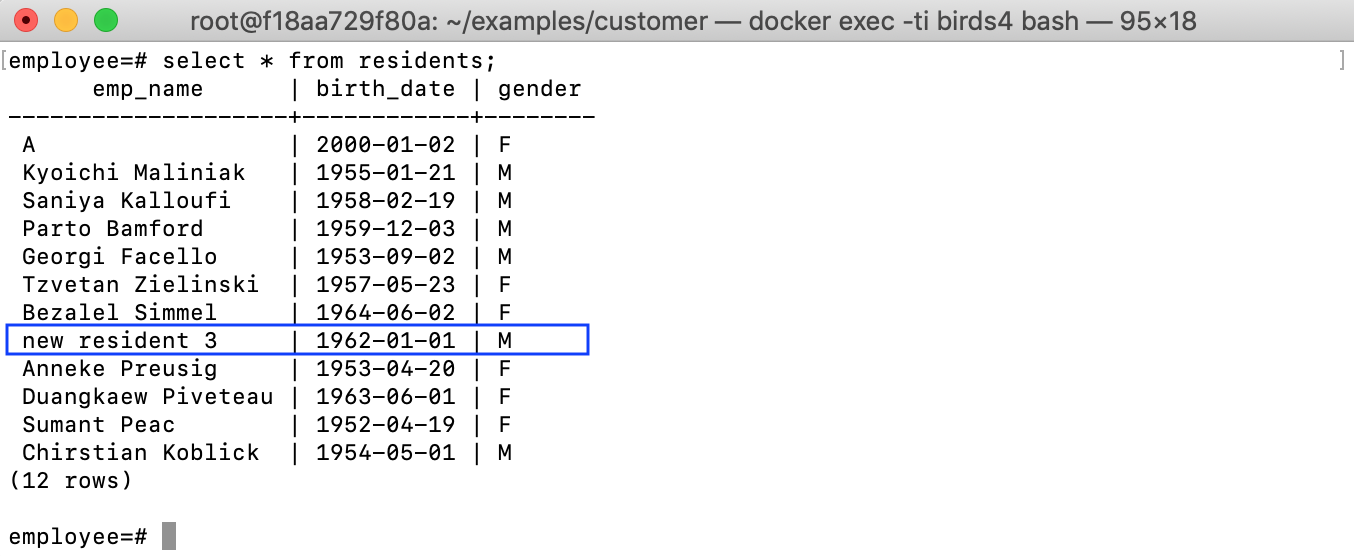 root@f18aa729f80a: ~/examples/customer — docker exec -ti birds4 bash — 95×18
[employee=# select * from residents; ]
      emp_name      | birth_date | gender
--------------------+------------+--------
 A                  | 2000-01-02 | F
 Kyoichi Maliniak   | 1955-01-21 | M
 Saniya Kalloufi    | 1958-02-19 | M
 Parto Bamford      | 1959-12-03 | M
 Georgi Facello     | 1953-09-02 | M
 Tzvetan Zielinski  | 1957-05-23 | F
 Bezalel Simmel     | 1964-06-02 | F
 new resident 3     | 1962-01-01 | M
 Anneke Preusig     | 1953-04-20 | F
 Duangkaew Piveteau | 1963-06-01 | F
 Sumant Peac        | 1952-04-19 | F
 Chirstian Koblick  | 1954-05-01 | M
(12 rows)
employee=#